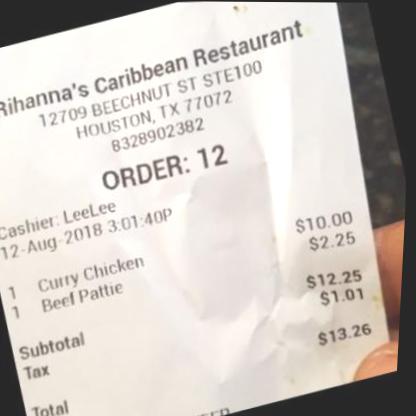 Rihanna's Caribbean Restaurant
12709 BEECHNUT ST STE100
HOUSTON, TX 77072
8328902382
ORDER: 12
Cashier: LeeLee
12-Aug-2018 3:01:40P
1 Curry Chicken $10.00
1 Beef Pattie $2.25
Subtotal $12.25
Tax $1.01
Total $13.26